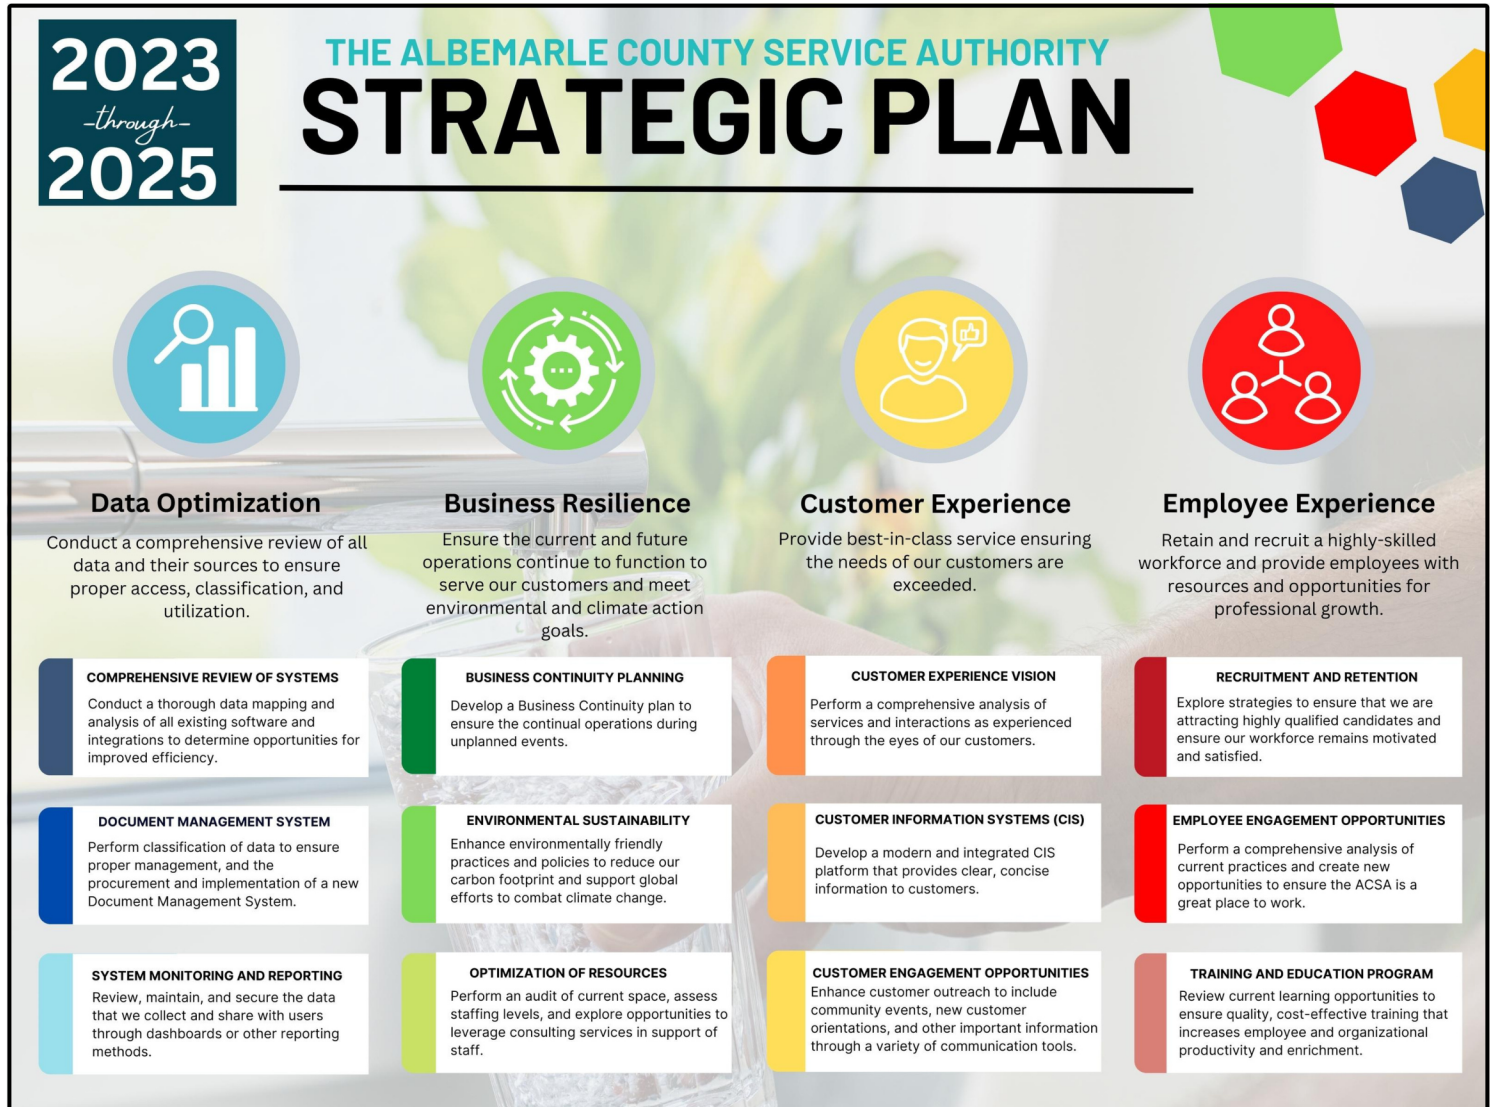 2023
-through-
2025
THE ALBEMARLE COUNTY SERVICE AUTHORITY
STRATEGIC PLAN
Data Optimization
Conduct a comprehensive review of all
data and their sources to ensure
proper access, classification, and
utilization.
COMPREHENSIVE REVIEW OF SYSTEMS
Conduct a thorough data mapping and
analysis of all existing software and
integrations to determine opportunities for
improved efficiency.
DOCUMENT MANAGEMENT SYSTEM
Perform classification of data to ensure
proper management, and the
procurement and implementation of a new
Document Management System.
SYSTEM MONITORING AND REPORTING
Review, maintain, and secure the data
that we collect and share with users
through dashboards or other reporting
methods.
Business Resilience
Ensure the current and future
operations continue to function to
serve our customers and meet
environmental and climate action
goals.
BUSINESS CONTINUITY PLANNING
Develop a Business Continuity plan to
ensure the continual operations during
unplanned events.
ENVIRONMENTAL SUSTAINABILITY
Enhance environmentally friendly
practices and policies to reduce our
carbon footprint and support global
efforts to combat climate change.
OPTIMIZATION OF RESOURCES
Perform an audit of current space, assess
staffing levels, and explore opportunities to
leverage consulting services in support of
staff.
Customer Experience
Provide best-in-class service ensuring
the needs of our customers are
exceeded.
CUSTOMER EXPERIENCE VISION
Perform a comprehensive analysis of
services and interactions as experienced
through the eyes of our customers.
CUSTOMER INFORMATION SYSTEMS (CIS)
Develop a modern and integrated CIS
platform that provides clear, concise
information to customers.
CUSTOMER ENGAGEMENT OPPORTUNITIES
Enhance customer outreach to include
community events, new customer
orientations, and other important information
through a variety of communication tools.
Employee Experience
Retain and recruit a highly-skilled
workforce and provide employees with
resources and opportunities for
professional growth.
RECRUITMENT AND RETENTION
Explore strategies to ensure that we are
attracting highly qualified candidates and
ensure our workforce remains motivated
and satisfied.
EMPLOYEE ENGAGEMENT OPPORTUNITIES
Perform a comprehensive analysis of
current practices and create new
opportunities to ensure the ACSA is a
great place to work.
TRAINING AND EDUCATION PROGRAM
Review current learning opportunities to
ensure quality, cost-effective training that
increases employee and organizational
productivity and enrichment.